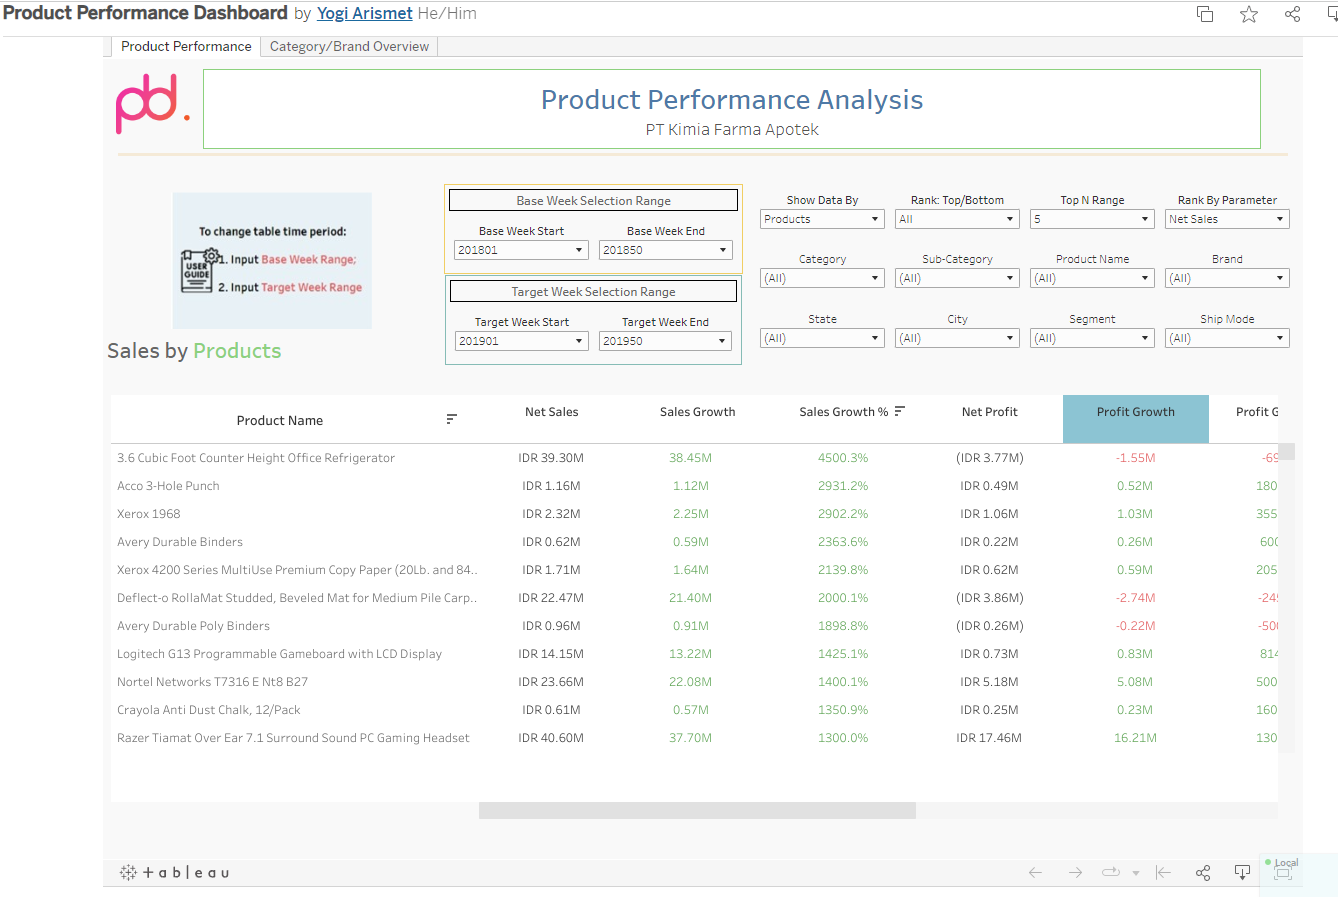 Product Performance Dashboard by Yogi Arismet He/Him
Product Performance Category/Brand Overview
pd.
Product Performance Analysis
PT Kimia Farma Apotek
To change table time period:
USER GUIDE
1. Input Base Week Range;
2. Input Target Week Range
Sales by Products
Base Week Selection Range
Base Week Start Base Week End
201801 201850
Target Week Selection Range
Target Week Start Target Week End
201901 201950
Show Data By Rank: Top/Bottom Top N Range Rank By Parameter
Products All 5 Net Sales
Category Sub-Category Product Name Brand
(All) (All) (All) (All)
State City Segment Ship Mode
(All) (All) (All) (All)
Product Name Net Sales Sales Growth Sales Growth % Net Profit Profit Growth Profit G
3.6 Cubic Foot Counter Height Office Refrigerator IDR 39.30M 38.45M 4500.3% (IDR 3.77M) -1.55M -69
Acco 3-Hole Punch IDR 1.16M 1.12M 2931.2% IDR 0.49M 0.52M 180
Xerox 1968 IDR 2.32M 2.25M 2902.2% IDR 1.06M 1.03M 355
Avery Durable Binders IDR 0.62M 0.59M 2363.6% IDR 0.22M 0.26M 600
Xerox 4200 Series MultiUse Premium Copy Paper (20Lb. and 84.. IDR 1.71M 1.64M 2139.8% IDR 0.62M 0.59M 205
Deflect-o RollaMat Studded, Beveled Mat for Medium Pile Carp.. IDR 22.47M 21.40M 2000.1% (IDR 3.86M) -2.74M -245
Avery Durable Poly Binders IDR 0.96M 0.91M 1898.8% (IDR 0.26M) -0.22M -500
Logitech G13 Programmable Gameboard with LCD Display IDR 14.15M 13.22M 1425.1% IDR 0.73M 0.83M 814
Nortel Networks T7316 E Nt8 B27 IDR 23.66M 22.08M 1400.1% IDR 5.18M 5.08M 500
Crayola Anti Dust Chalk, 12/Pack IDR 0.61M 0.57M 1350.9% IDR 0.25M 0.23M 160
Razer Tiamat Over Ear 7.1 Surround Sound PC Gaming Headset IDR 40.60M 37.70M 1300.0% IDR 17.46M 16.21M 130
+ableau
Local